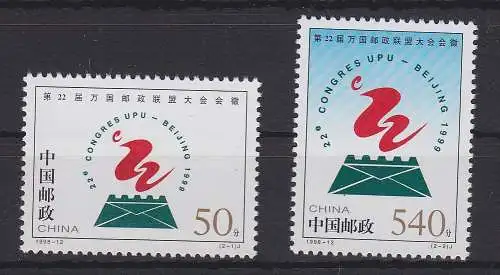 第22届万国邮政联盟大会会徽
22e CONGRES UPU - BEIJING 1999
中国邮政
CHINA
50分
1998-12
(2-1)J
第22届万国邮政联盟大会会徽
22e CONGRES UPU - BEIJING 1999
CHINA
中国邮政
540分
1998-12
(2-2)J